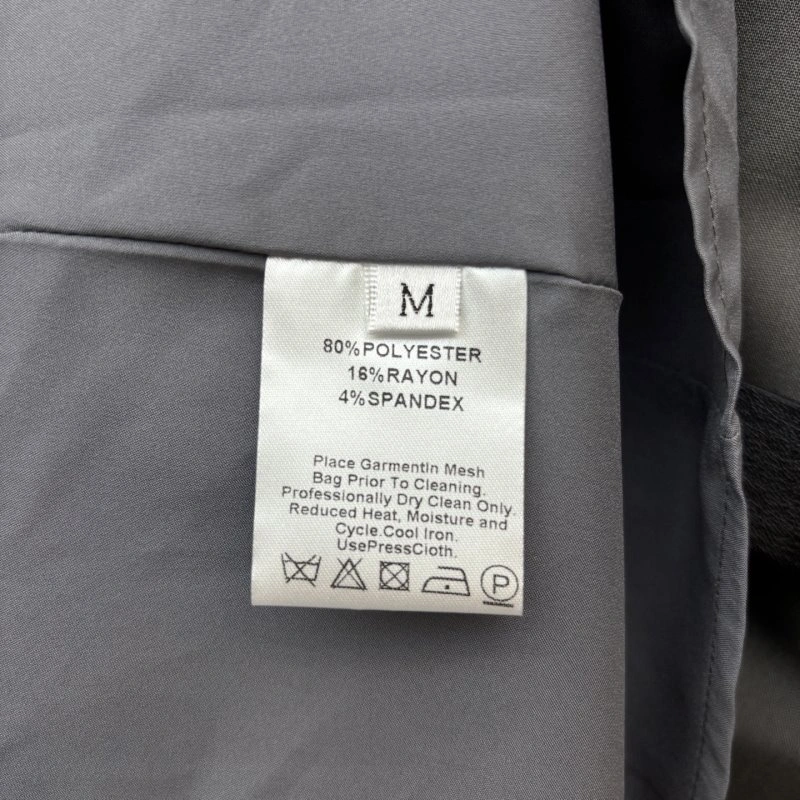 M
80%POLYESTER
16%RAYON
4%SPANDEX
Place GarmentIn Mesh
Bag Prior To Cleaning.
Professionally Dry Clean Only.
Reduced Heat, Moisture and
Cycle.Cool Iron.
UsePressCloth.
P